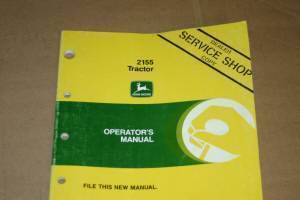 2155
Tractor
DEALER
SERVICE SHOP
COPY
JOHN DEERE
OPERATOR'S
MANUAL
FILE THIS NEW MANUAL.